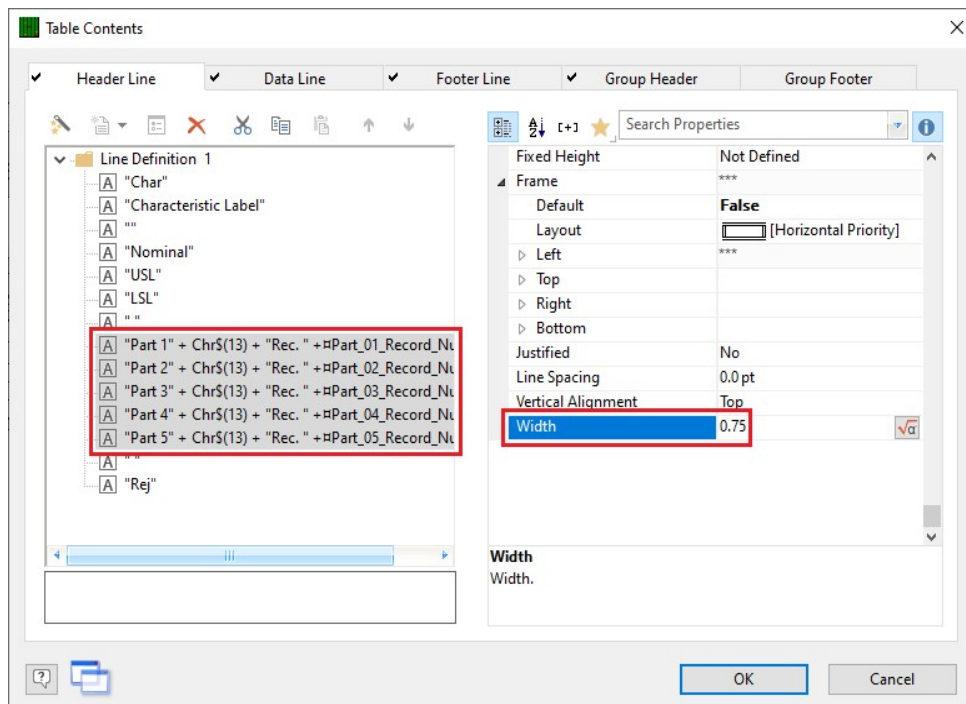 Table Contents
Header Line
Data Line
Footer Line
Group Header
Group Footer
Search Properties
Line Definition 1
"Char"
"Characteristic Label"
""
"Nominal"
"USL"
"LSL"
" "
"Part 1" + Chr$(13) + "Rec. " +¤Part_01_Record_Nu
"Part 2" + Chr$(13) + "Rec. " +¤Part_02_Record_Nu
"Part 3" + Chr$(13) + "Rec. " +¤Part_03_Record_Nu
"Part 4" + Chr$(13) + "Rec. " +¤Part_04_Record_Nu
"Part 5" + Chr$(13) + "Rec. " +¤Part_05_Record_Nu
" "
"Rej"
Fixed Height Not Defined
Frame ***
Default False
Layout [Horizontal Priority]
Left ***
Top
Right
Bottom
Justified No
Line Spacing 0.0 pt
Vertical Alignment Top
Width 0.75
Width
Width.
OK
Cancel